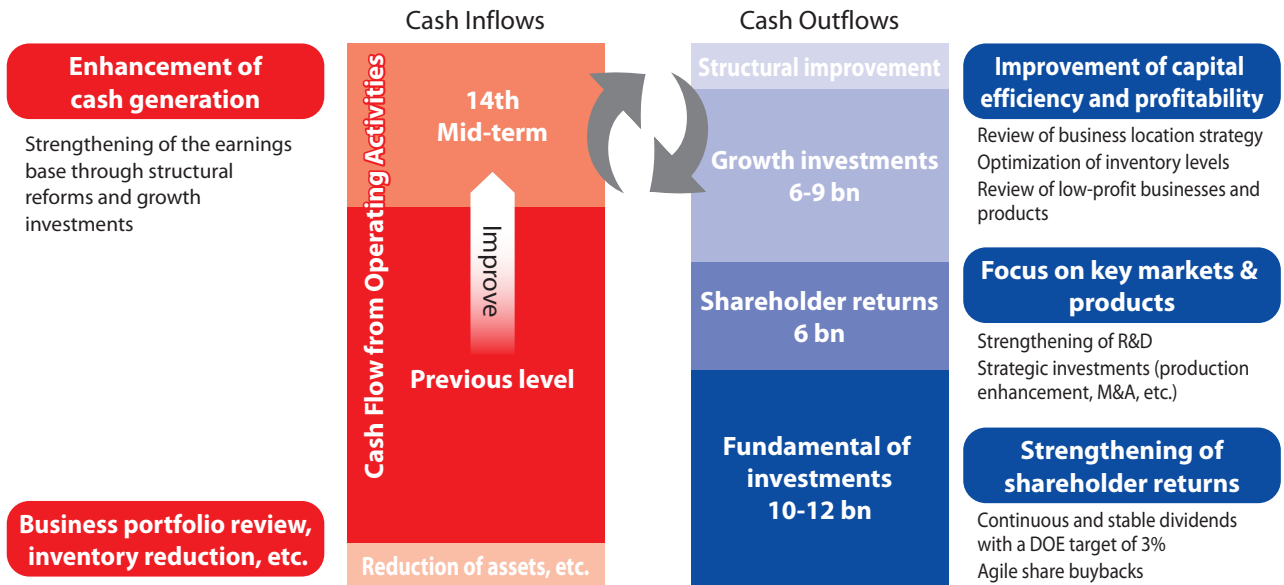 Cash Inflows
Cash Outflows
Enhancement of
cash generation
Strengthening of the earnings
base through structural
reforms and growth
investments
Business portfolio review,
inventory reduction, etc.
Cash Flow from Operating Activities
14th
Mid-term
Improve
Previous level
Reduction of assets, etc.
Structural improvement
Growth investments
6-9 bn
Shareholder returns
6 bn
Fundamental of
investments
10-12 bn
Improvement of capital
efficiency and profitability
Review of business location strategy
Optimization of inventory levels
Review of low-profit businesses and
products
Focus on key markets &
products
Strengthening of R&D
Strategic investments (production
enhancement, M&A, etc.)
Strengthening of
shareholder returns
Continuous and stable dividends
with a DOE target of 3%
Agile share buybacks